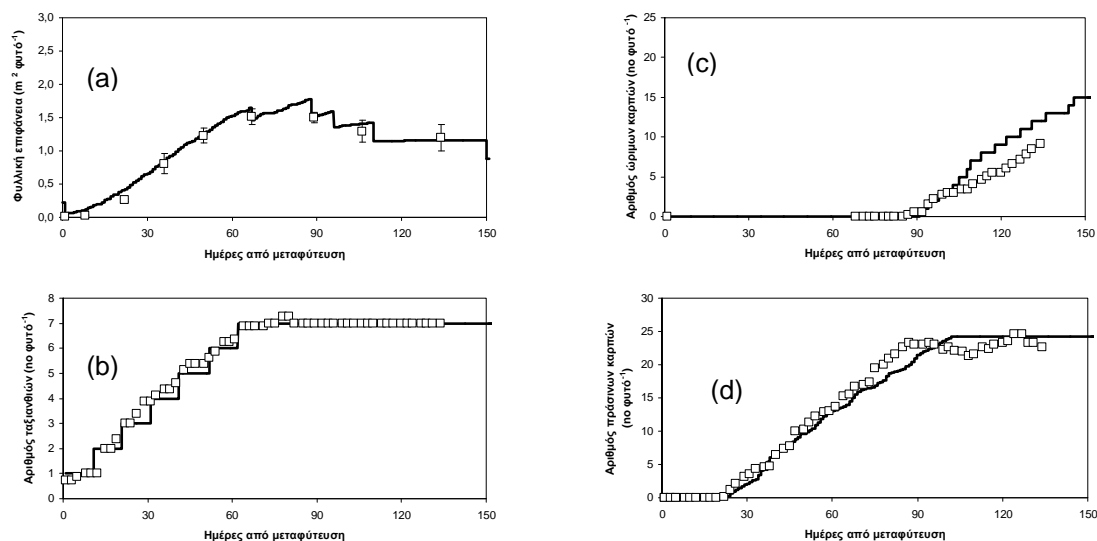 Φυλλική επιφάνεια (m ² φυτό⁻¹)
3,0
2,5
2,0
1,5
1,0
0,5
0,0
(a)
0 30 60 90 120 150
Ημέρες από μεταφύτευση
Αριθμός ώριμων καρπών (no φυτό ⁻¹)
25
20
15
10
5
0
(c)
0 30 60 90 120 150
Ημέρες από μεταφύτευση
Αριθμός ταξιανθιών (no φυτό⁻¹)
8
7
6
5
4
3
2
1
0
(b)
0 30 60 90 120 150
Ημέρες από μεταφύτευση
Αριθμός πράσινων καρπών
(no φυτό⁻¹)
30
25
20
15
10
5
0
(d)
0 30 60 90 120 150
Ημέρες από μεταφύτευση